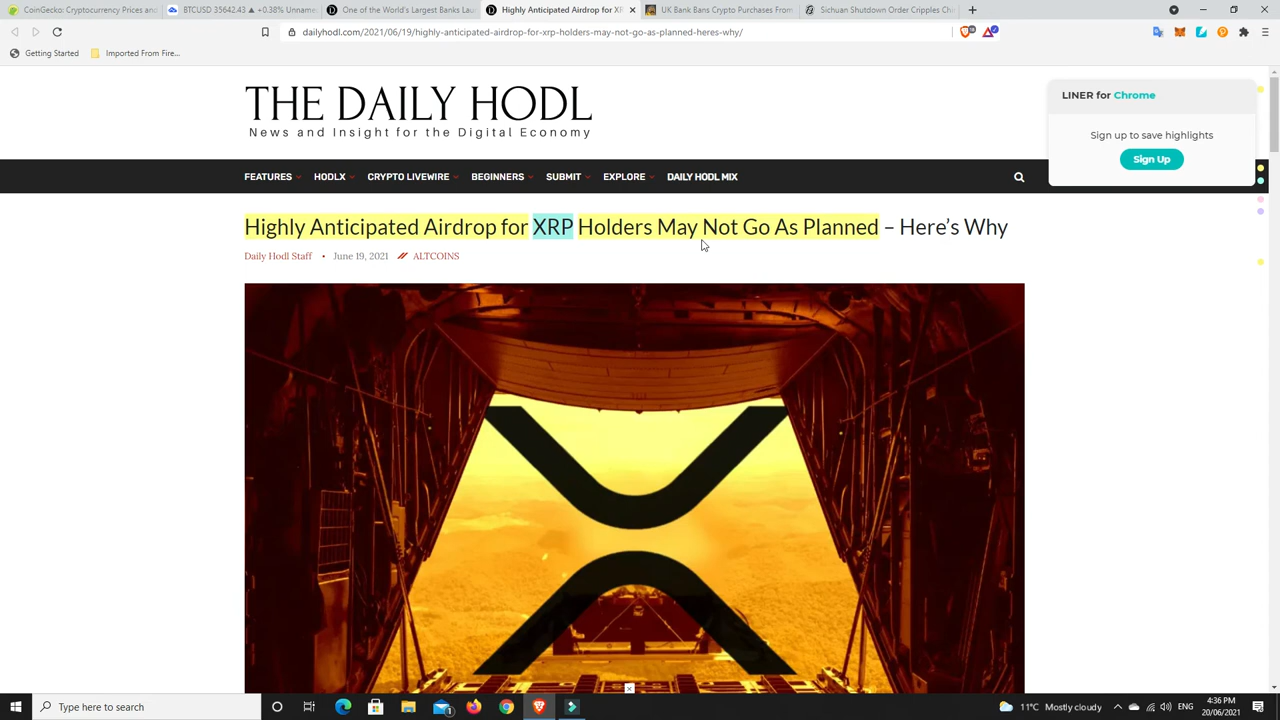 CoinGecko: Cryptocurrency Prices and
BTCUSD 35642.43 ▲ +0.38% Unname
One of the World's Largest Banks Lau
Highly Anticipated Airdrop for XR
UK Bank Bans Crypto Purchases From
Sichuan Shutdown Order Cripples Chi
dailyhodl.com/2021/06/19/highly-anticipated-airdrop-for-xrp-holders-may-not-go-as-planned-heres-why/
Getting Started
Imported From Fire...
THE DAILY HODL
News and Insight for the Digital Economy
LINER for Chrome
Sign up to save highlights
Sign Up
FEATURES
HODLX
CRYPTO LIVEWIRE
BEGINNERS
SUBMIT
EXPLORE
DAILY HODL MIX
Highly Anticipated Airdrop for XRP Holders May Not Go As Planned – Here's Why
Daily Hodl Staff • June 19, 2021 // ALTCOINS
Type here to search
11°C Mostly cloudy
ENG
4:36 PM
20/06/2021